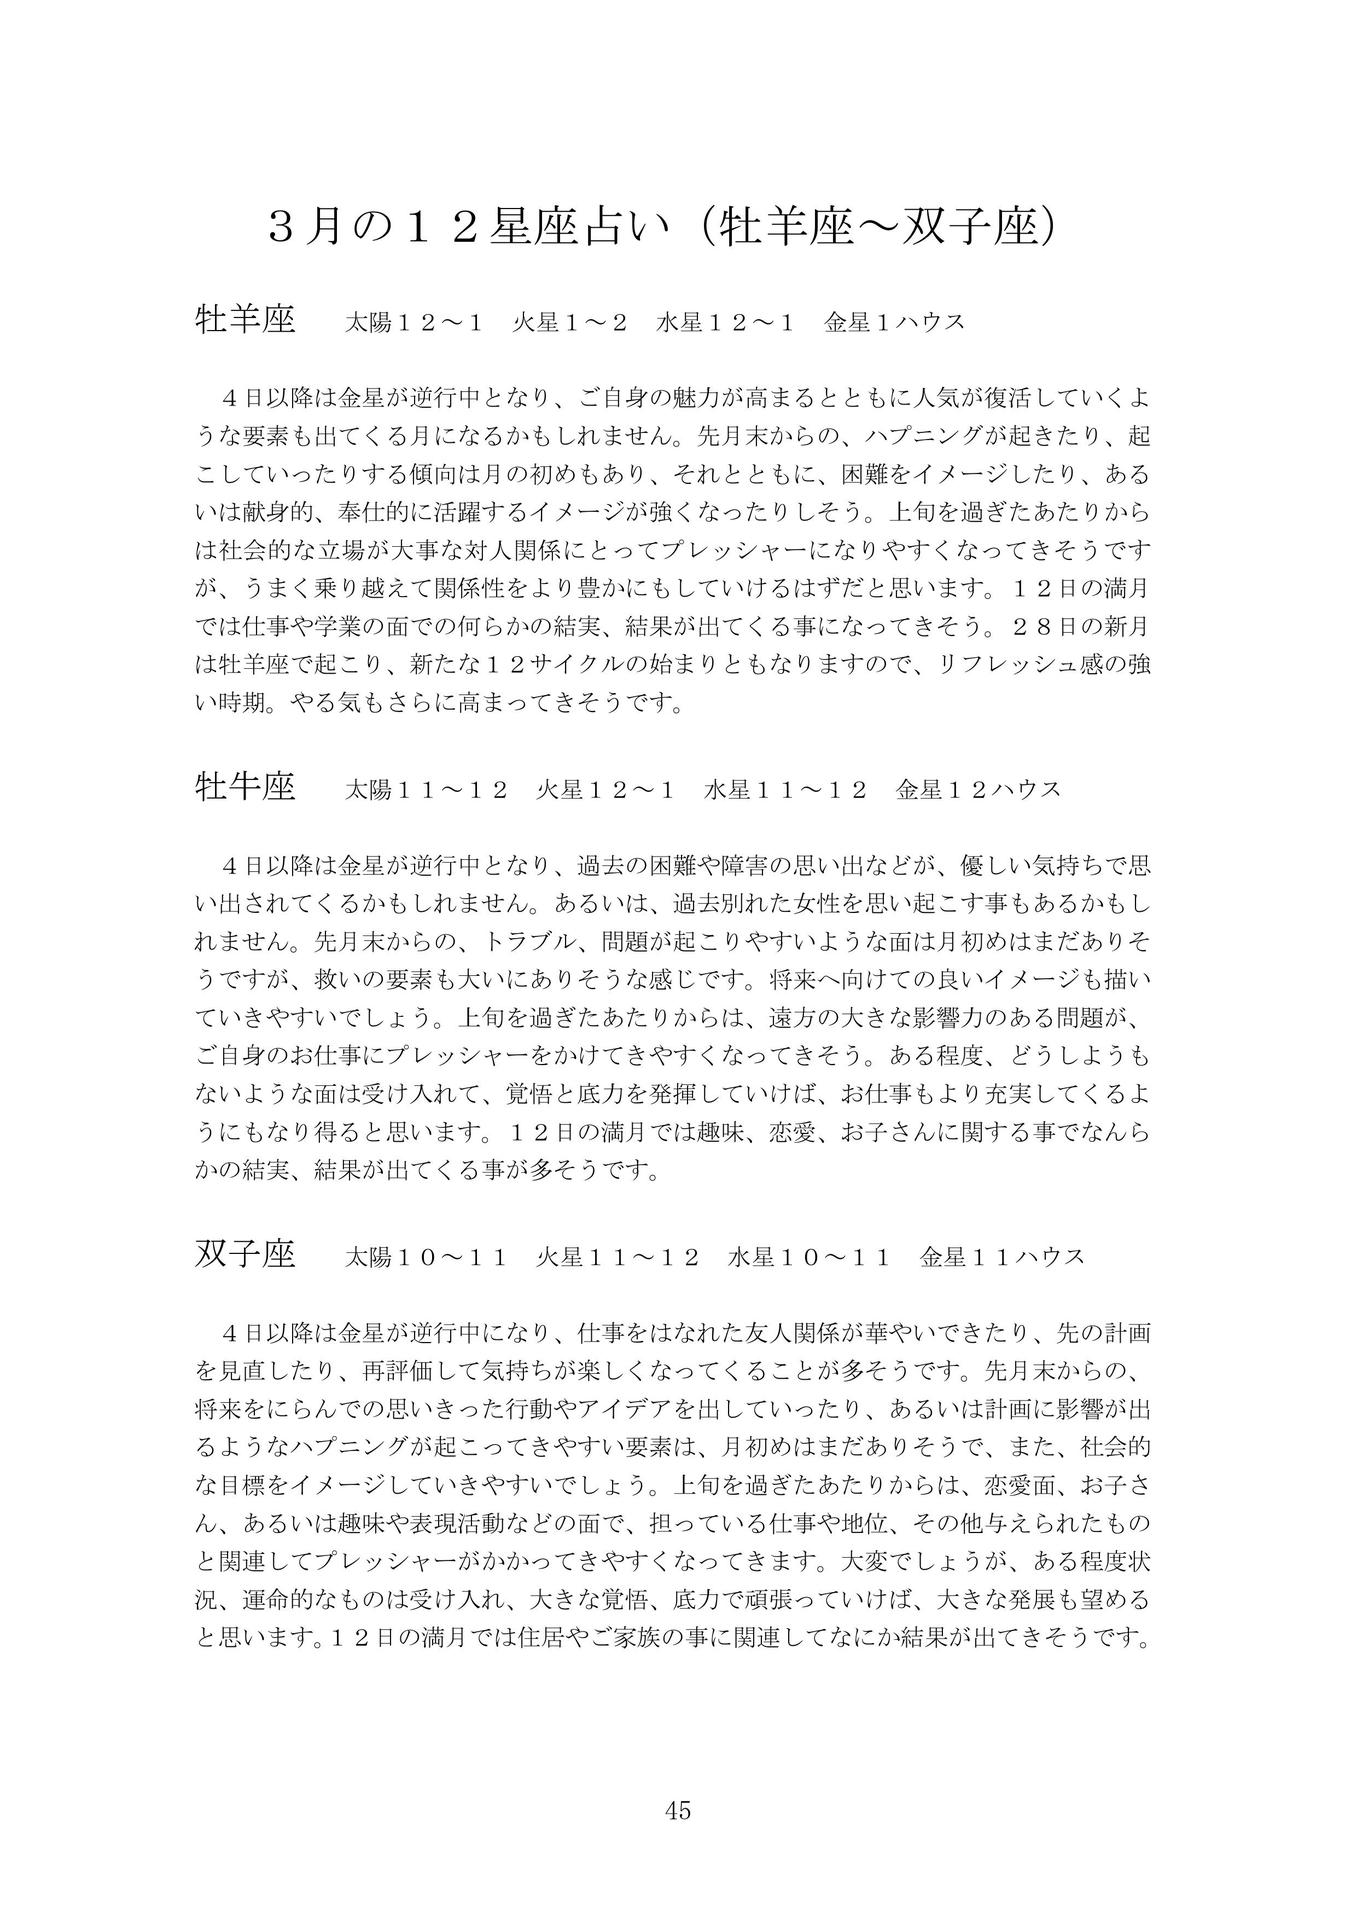 ３月の１２星座占い（牡羊座～双子座）
牡羊座　太陽１２～１　火星１～２　水星１２～１　金星１ハウス
４日以降は金星が逆行中となり、ご自身の魅力が高まるとともに人気が復活していくよ
うな要素も出てくる月になるかもしれません。先月末からの、ハプニングが起きたり、起
こしていったりする傾向は月の初めもあり、それとともに、困難をイメージしたり、ある
いは献身的、奉仕的に活躍するイメージが強くなったりしそう。上旬を過ぎたあたりから
は社会的な立場が大事な対人関係にとってプレッシャーになりやすくなってきそうです
が、うまく乗り越えて関係性をより豊かにもしていけるはずだと思います。１２日の満月
では仕事や学業の面での何らかの結実、結果が出てくる事になってきそう。２８日の新月
は牡羊座で起こり、新たな１２サイクルの始まりともなりますので、リフレッシュ感の強
い時期。やる気もさらに高まってきそうです。
牡牛座　太陽１１～１２　火星１２～１　水星１１～１２　金星１２ハウス
４日以降は金星が逆行中となり、過去の困難や障害の思い出などが、優しい気持ちで思
い出されてくるかもしれません。あるいは、過去別れた女性を思い起こす事もあるかもし
れません。先月末からの、トラブル、問題が起こりやすいような面は月初めはまだありそ
うですが、救いの要素も大いにありそうな感じです。将来へ向けての良いイメージも描い
ていきやすいでしょう。上旬を過ぎたあたりからは、遠方の大きな影響力のある問題が、
ご自身のお仕事にプレッシャーをかけてきやすくなってきそう。ある程度、どうしようも
ないような面は受け入れて、覚悟と底力を発揮していけば、お仕事もより充実してくるよ
うにもなり得ると思います。１２日の満月では趣味、恋愛、お子さんに関する事でなんら
かの結実、結果が出てくる事が多そうです。
双子座　太陽１０～１１　火星１１～１２　水星１０～１１　金星１１ハウス
４日以降は金星が逆行中になり、仕事をはなれた友人関係が華やいできたり、先の計画
を見直したり、再評価して気持ちが楽しくなってくることが多そうです。先月末からの、
将来をにらんでの思いきった行動やアイデアを出していったり、あるいは計画に影響が出
るようなハプニングが起こってきやすい要素は、月初めはまだありそうで、また、社会的
な目標をイメージしていきやすいでしょう。上旬を過ぎたあたりからは、恋愛面、お子さ
ん、あるいは趣味や表現活動などの面で、担っている仕事や地位、その他与えられたもの
と関連してプレッシャーがかかってきやすくなってきます。大変でしょうが、ある程度状
況、運命的なものは受け入れ、大きな覚悟、底力で頑張っていけば、大きな発展も望める
と思います。１２日の満月では住居やご家族の事に関連してなにか結果が出てきそうです。
45